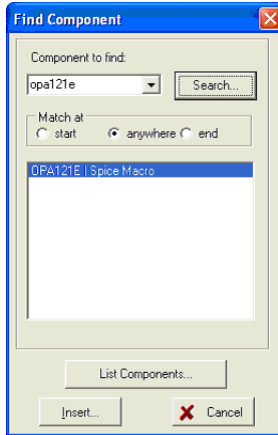 Find Component
Component to find:
opa121e
Search...
Match at
start anywhere end
OPA121E | Spice Macro
List Components...
Insert... Cancel